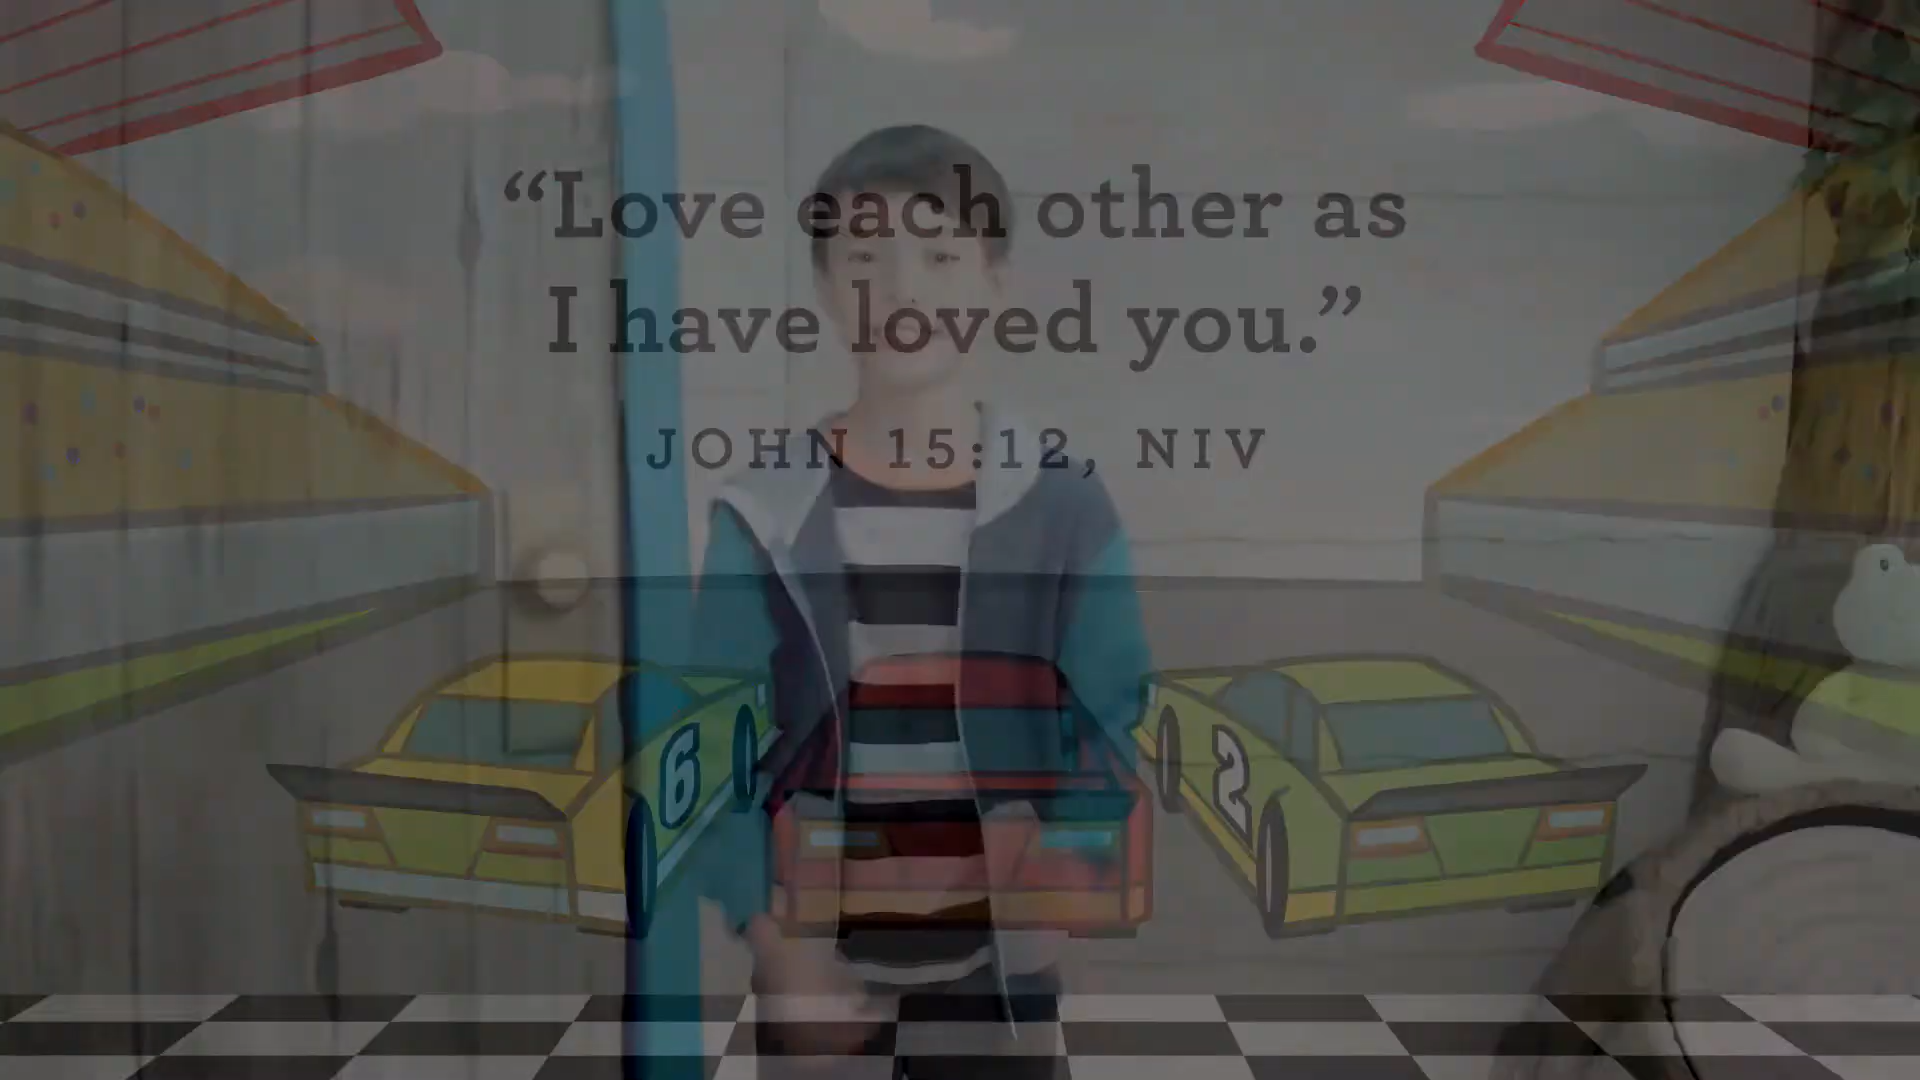 “Love each other as
I have loved you.”
JOHN 15:12, NIV
6
2